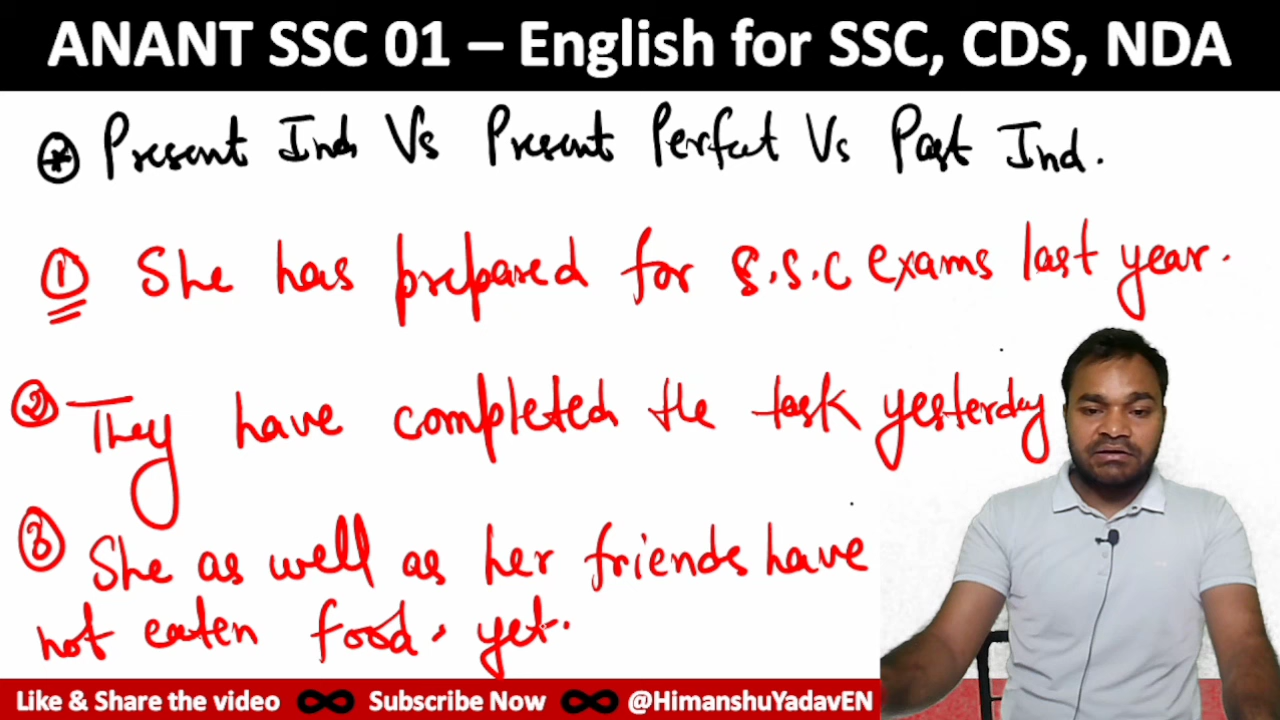 ANANT SSC 01 – English for SSC, CDS, NDA
* Present Ind Vs Present Perfect Vs Past Ind.
① She has prepared for S.S.C exams last year.
② They have completed the task yesterday
③ She as well as her friends have
not eaten food. yet.
Like & Share the video ∞ Subscribe Now ∞ @HimanshuYadavEN